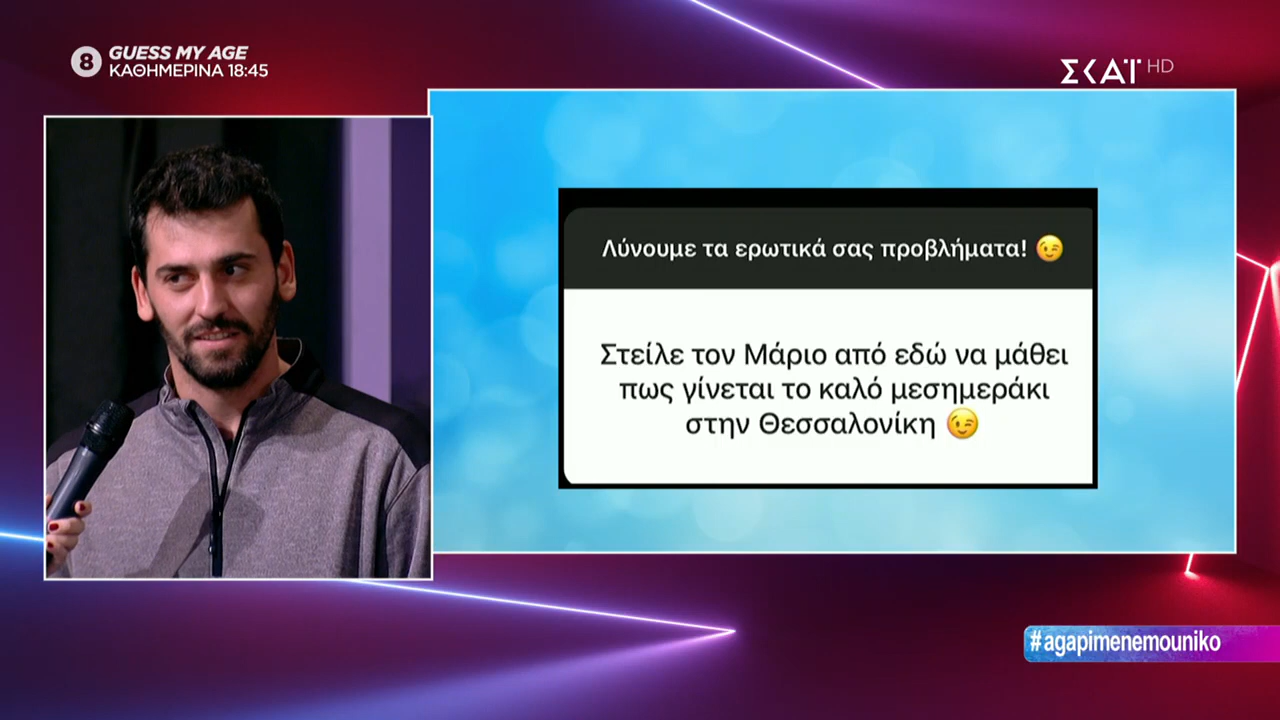 8 GUESS MY AGE
ΚΑΘΗΜΕΡΙΝΑ 18:45
ΣΚΑΪ HD
Λύνουμε τα ερωτικά σας προβλήματα! 😉
Στείλε τον Μάριο από εδώ να μάθει
πως γίνεται το καλό μεσημεράκι
στην Θεσσαλονίκη 😉
#agapimenemouniko